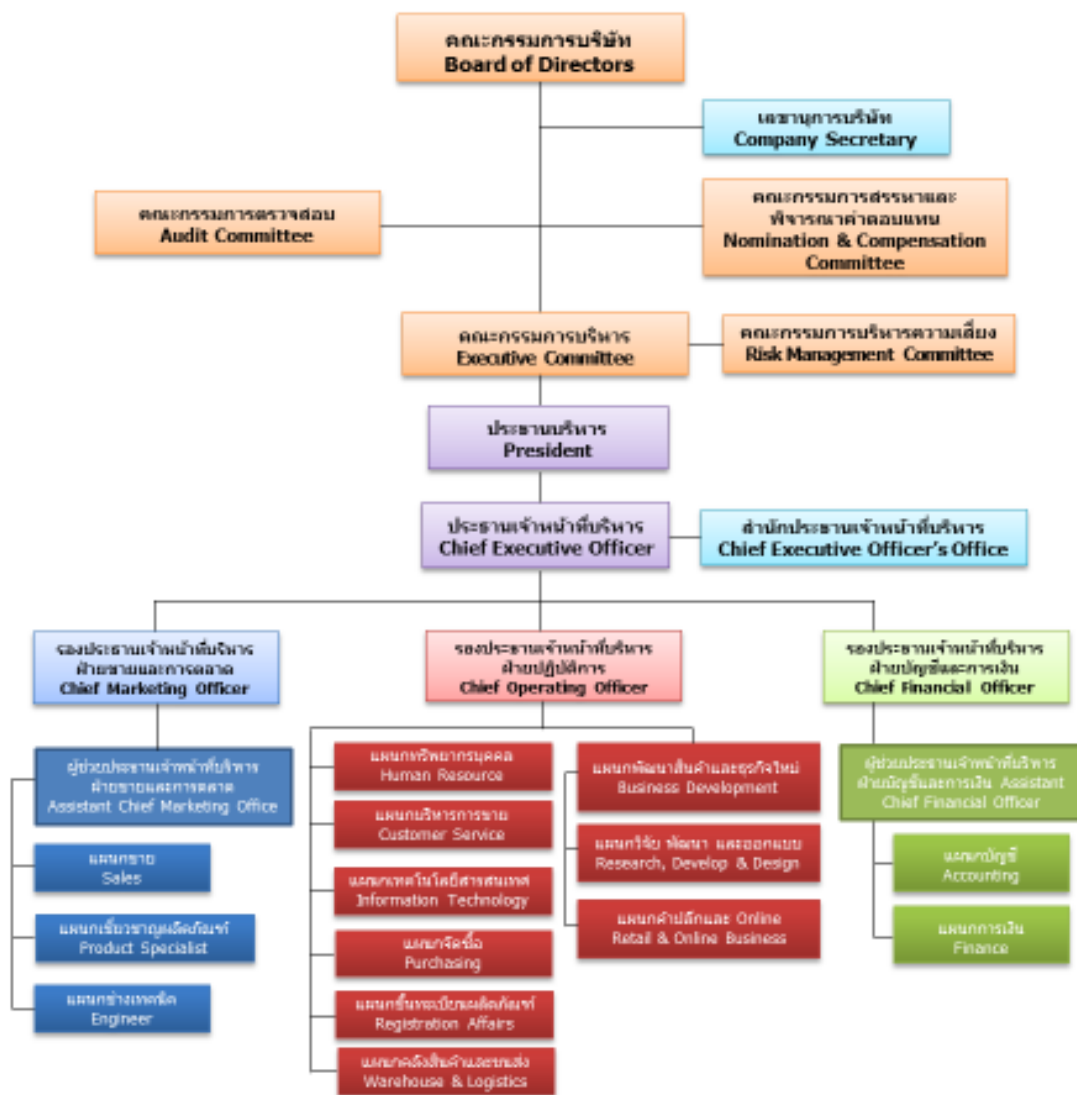 คณะกรรมการบริษัท
Board of Directors
เลขานุการบริษัท
Company Secretary
คณะกรรมการตรวจสอบ
Audit Committee
คณะกรรมการสรรหาและ
พิจารณาค่าตอบแทน
Nomination & Compensation
Committee
คณะกรรมการบริหาร
Executive Committee
คณะกรรมการบริหารความเสี่ยง
Risk Management Committee
ประธานบริหาร
President
ประธานเจ้าหน้าที่บริหาร
Chief Executive Officer
สำนักประธานเจ้าหน้าที่บริหาร
Chief Executive Officer's Office
รองประธานเจ้าหน้าที่บริหาร
ฝ่ายขายและการตลาด
Chief Marketing Officer
รองประธานเจ้าหน้าที่บริหาร
ฝ่ายปฏิบัติการ
Chief Operating Officer
รองประธานเจ้าหน้าที่บริหาร
ฝ่ายบัญชีและการเงิน
Chief Financial Officer
ผู้ช่วยประธานเจ้าหน้าที่บริหาร
ฝ่ายขายและการตลาด
Assistant Chief Marketing Office
แผนกขาย
Sales
แผนกเชี่ยวชาญผลิตภัณฑ์
Product Specialist
แผนกช่างเทคนิค
Engineer
แผนกทรัพยากรบุคคล
Human Resource
แผนกบริหารการขาย
Customer Service
แผนกเทคโนโลยีสารสนเทศ
Information Technology
แผนกจัดซื้อ
Purchasing
แผนกขึ้นทะเบียนผลิตภัณฑ์
Registration Affairs
แผนกคลังสินค้าและขนส่ง
Warehouse & Logistics
แผนกพัฒนาสินค้าและธุรกิจใหม่
Business Development
แผนกวิจัย พัฒนา และออกแบบ
Research, Develop & Design
แผนกค้าปลีกและ Online
Retail & Online Business
ผู้ช่วยประธานเจ้าหน้าที่บริหาร
ฝ่ายบัญชีและการเงิน Assistant
Chief Financial Officer
แผนกบัญชี
Accounting
แผนกการเงิน
Finance